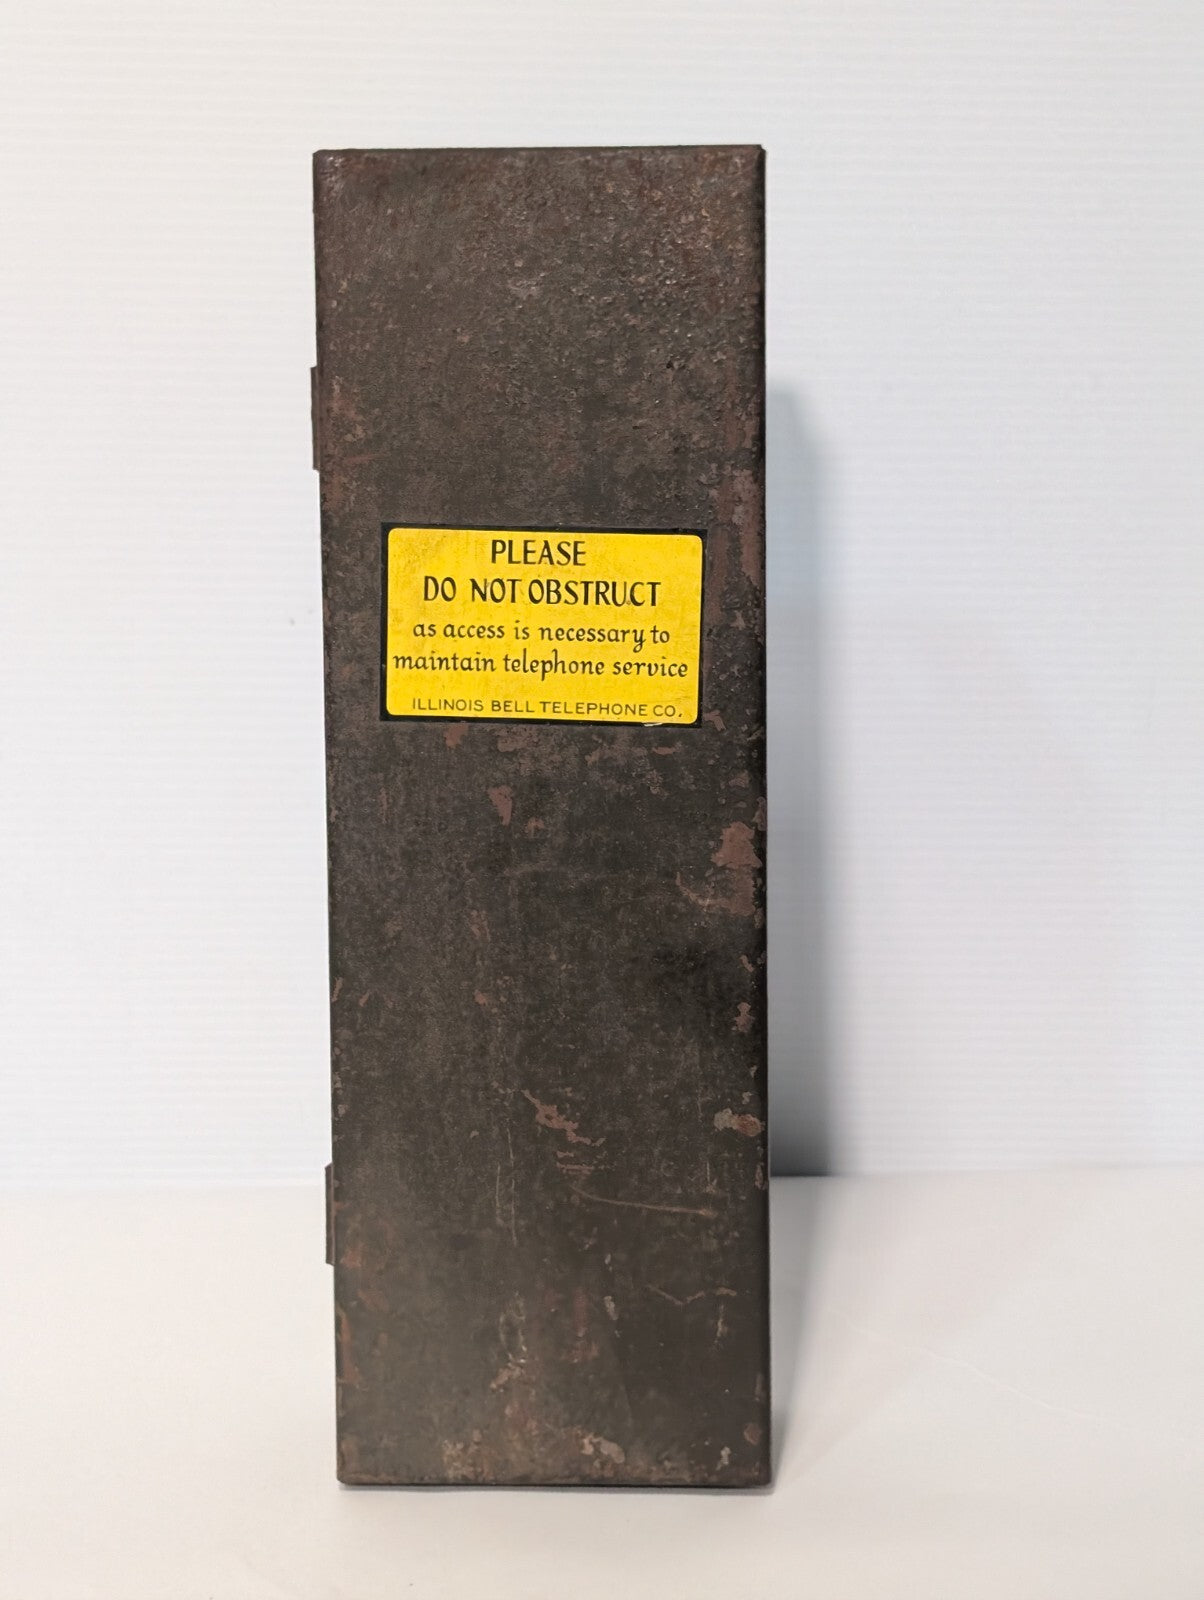 PLEASE
DO NOT OBSTRUCT
as access is necessary to
maintain telephone service
ILLINOIS BELL TELEPHONE CO.